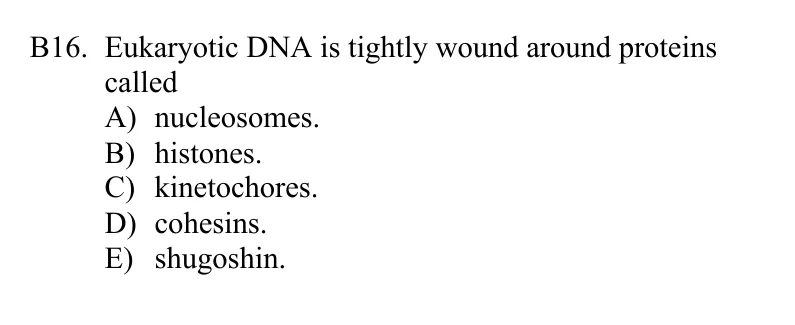 B16. Eukaryotic DNA is tightly wound around proteins
called
A) nucleosomes.
B) histones.
C) kinetochores.
D) cohesins.
E) shugoshin.